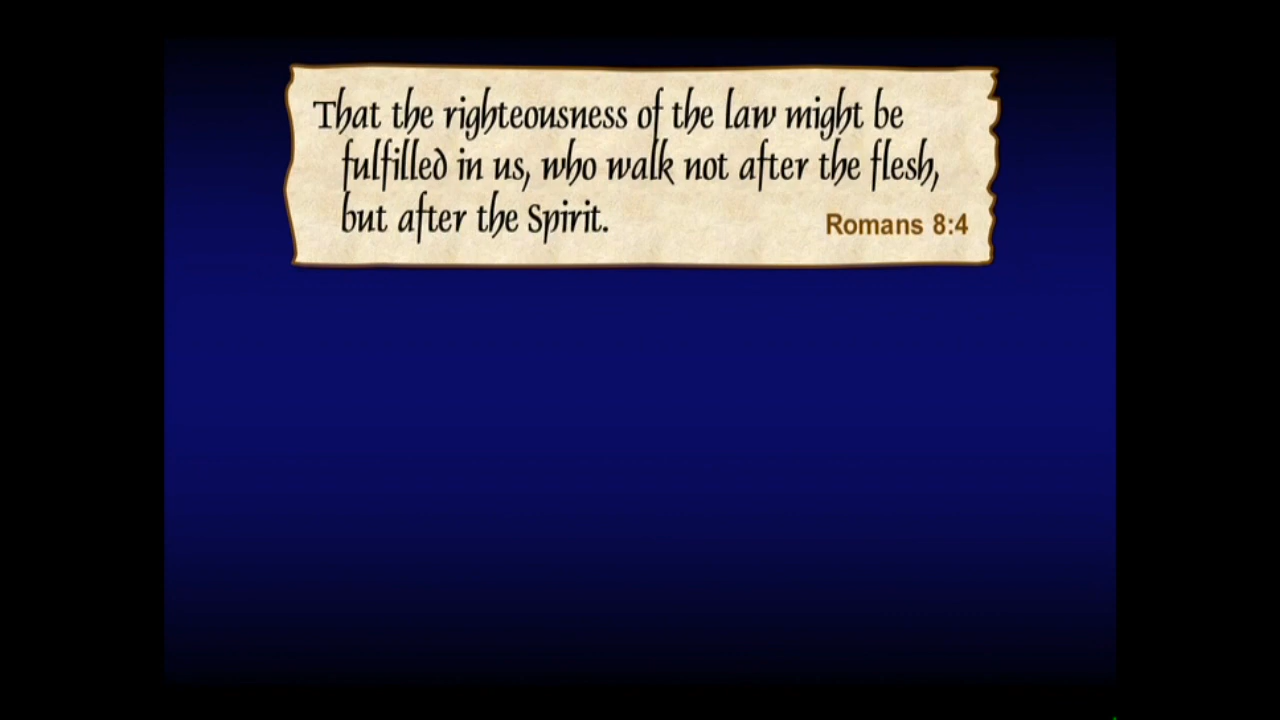 That the righteousness of the law might be
fulfilled in us, who walk not after the flesh,
but after the Spirit.
Romans 8:4